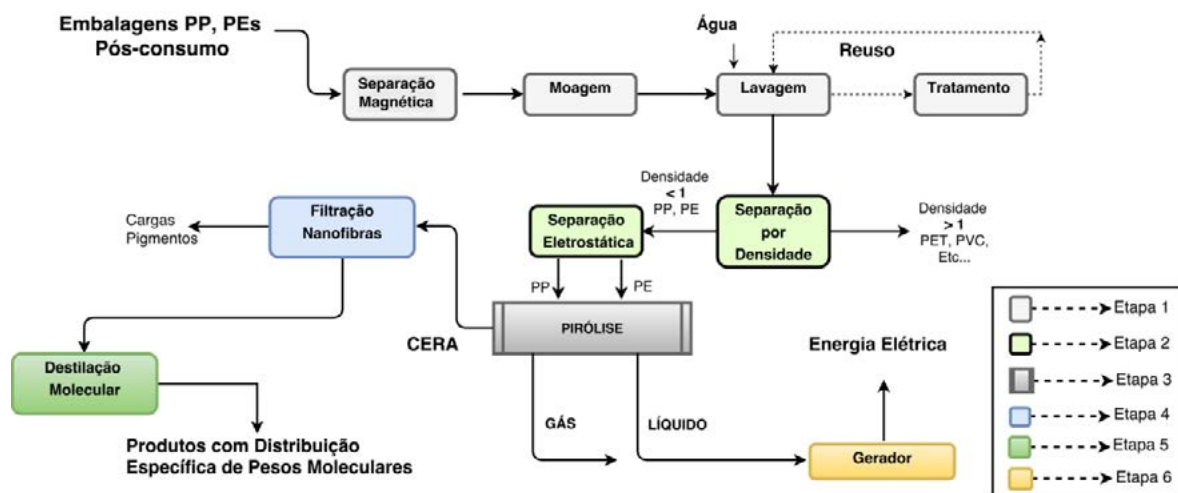 Embalagens PP, PEs
Pós-consumo
Separação
Magnética
Moagem
Água
Lavagem
Reuso
Tratamento
Cargas
Pigmentos
Filtração
Nanofibras
Separação
Eletrostática
Densidade
< 1
PP, PE
Separação
por
Densidade
Densidade
> 1
PET, PVC,
Etc...
PP
PE
PIRÓLISE
CERA
Destilação
Molecular
Produtos com Distribuição
Específica de Pesos Moleculares
GÁS
LÍQUIDO
Energia Elétrica
Gerador
Etapa 1
Etapa 2
Etapa 3
Etapa 4
Etapa 5
Etapa 6